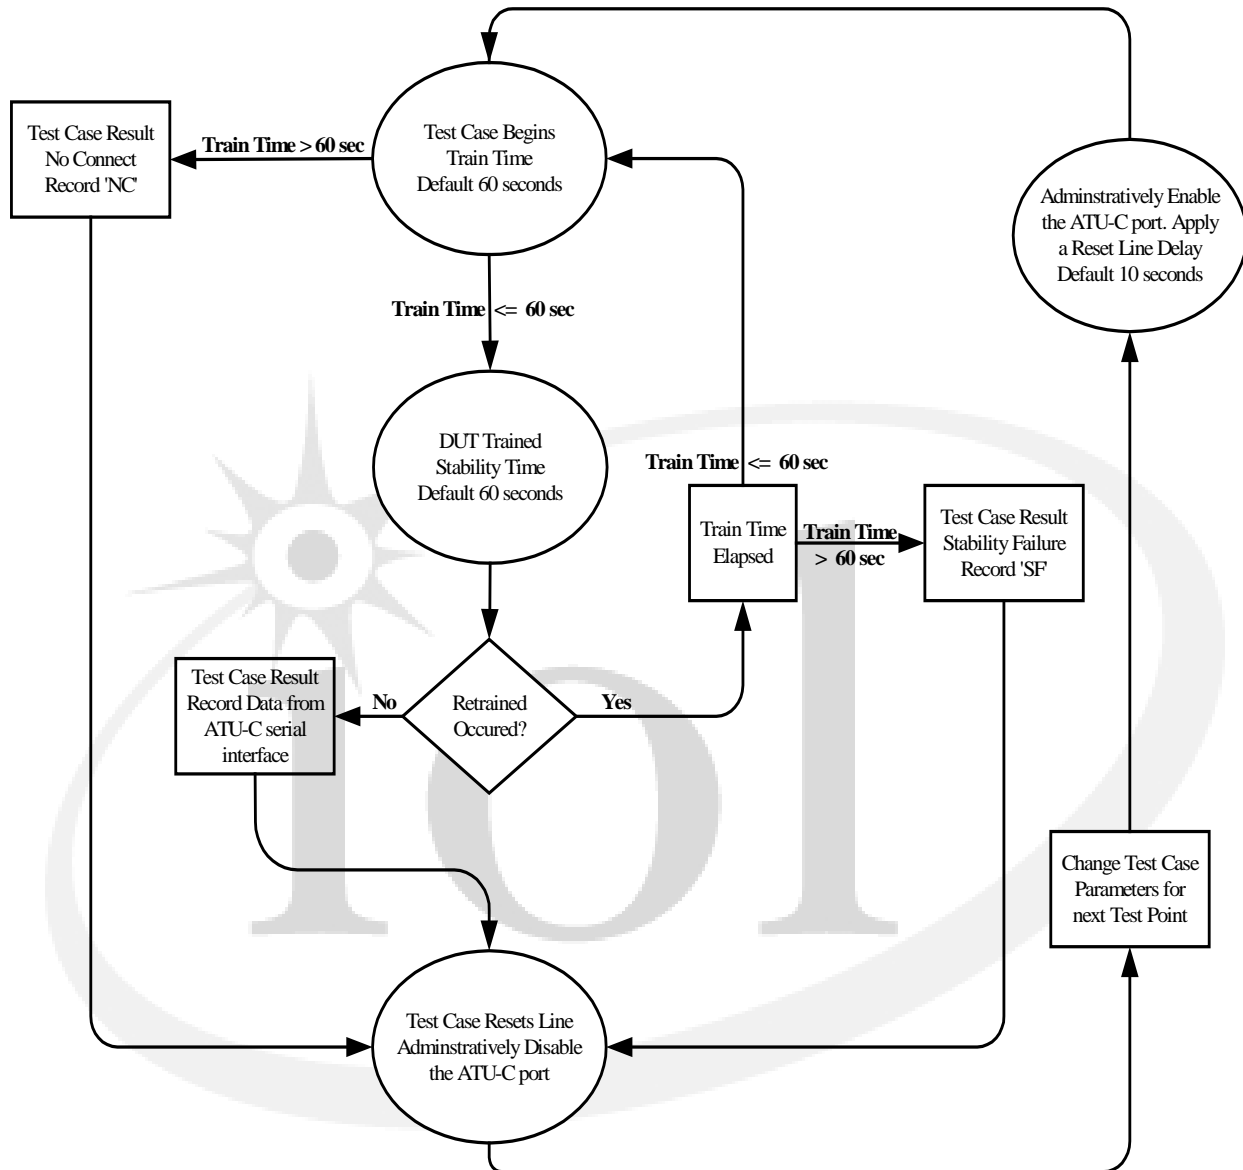 Test Case Result
No Connect
Record 'NC'
Train Time > 60 sec
Test Case Begins
Train Time
Default 60 seconds
Adminstratively Enable
the ATU-C port. Apply
a Reset Line Delay
Default 10 seconds
Train Time <= 60 sec
DUT Trained
Stability Time
Default 60 seconds
Train Time <= 60 sec
Train Time
Elapsed
Train Time
> 60 sec
Test Case Result
Stability Failure
Record 'SF'
Test Case Result
Record Data from
ATU-C serial
interface
No
Retrained
Occured?
Yes
Change Test Case
Parameters for
next Test Point
Test Case Resets Line
Adminstratively Disable
the ATU-C port
iol